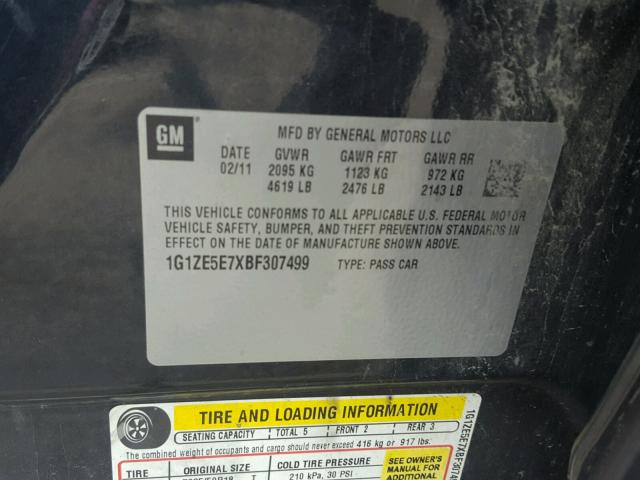 GM
MFD BY GENERAL MOTORS LLC
DATE GVWR GAWR FRT GAWR RR
02/11 2095 KG 1123 KG 972 KG
4619 LB 2476 LB 2143 LB
THIS VEHICLE CONFORMS TO ALL APPLICABLE U.S. FEDERAL MOTOR
VEHICLE SAFETY, BUMPER, AND THEFT PREVENTION STANDARDS IN
EFFECT ON THE DATE OF MANUFACTURE SHOWN ABOVE.
1G1ZE5E7XBF307499 TYPE: PASS CAR
TIRE AND LOADING INFORMATION
SEATING CAPACITY TOTAL 5 FRONT 2 REAR 3
The combined weight of occupants and cargo should never exceed 416 kg or 917 lbs.
TIRE ORIGINAL SIZE COLD TIRE PRESSURE
210 kPa, 30 PSI
SEE OWNER'S
MANUAL FOR
ADDITIONAL
1G1ZE5E7XBF3074